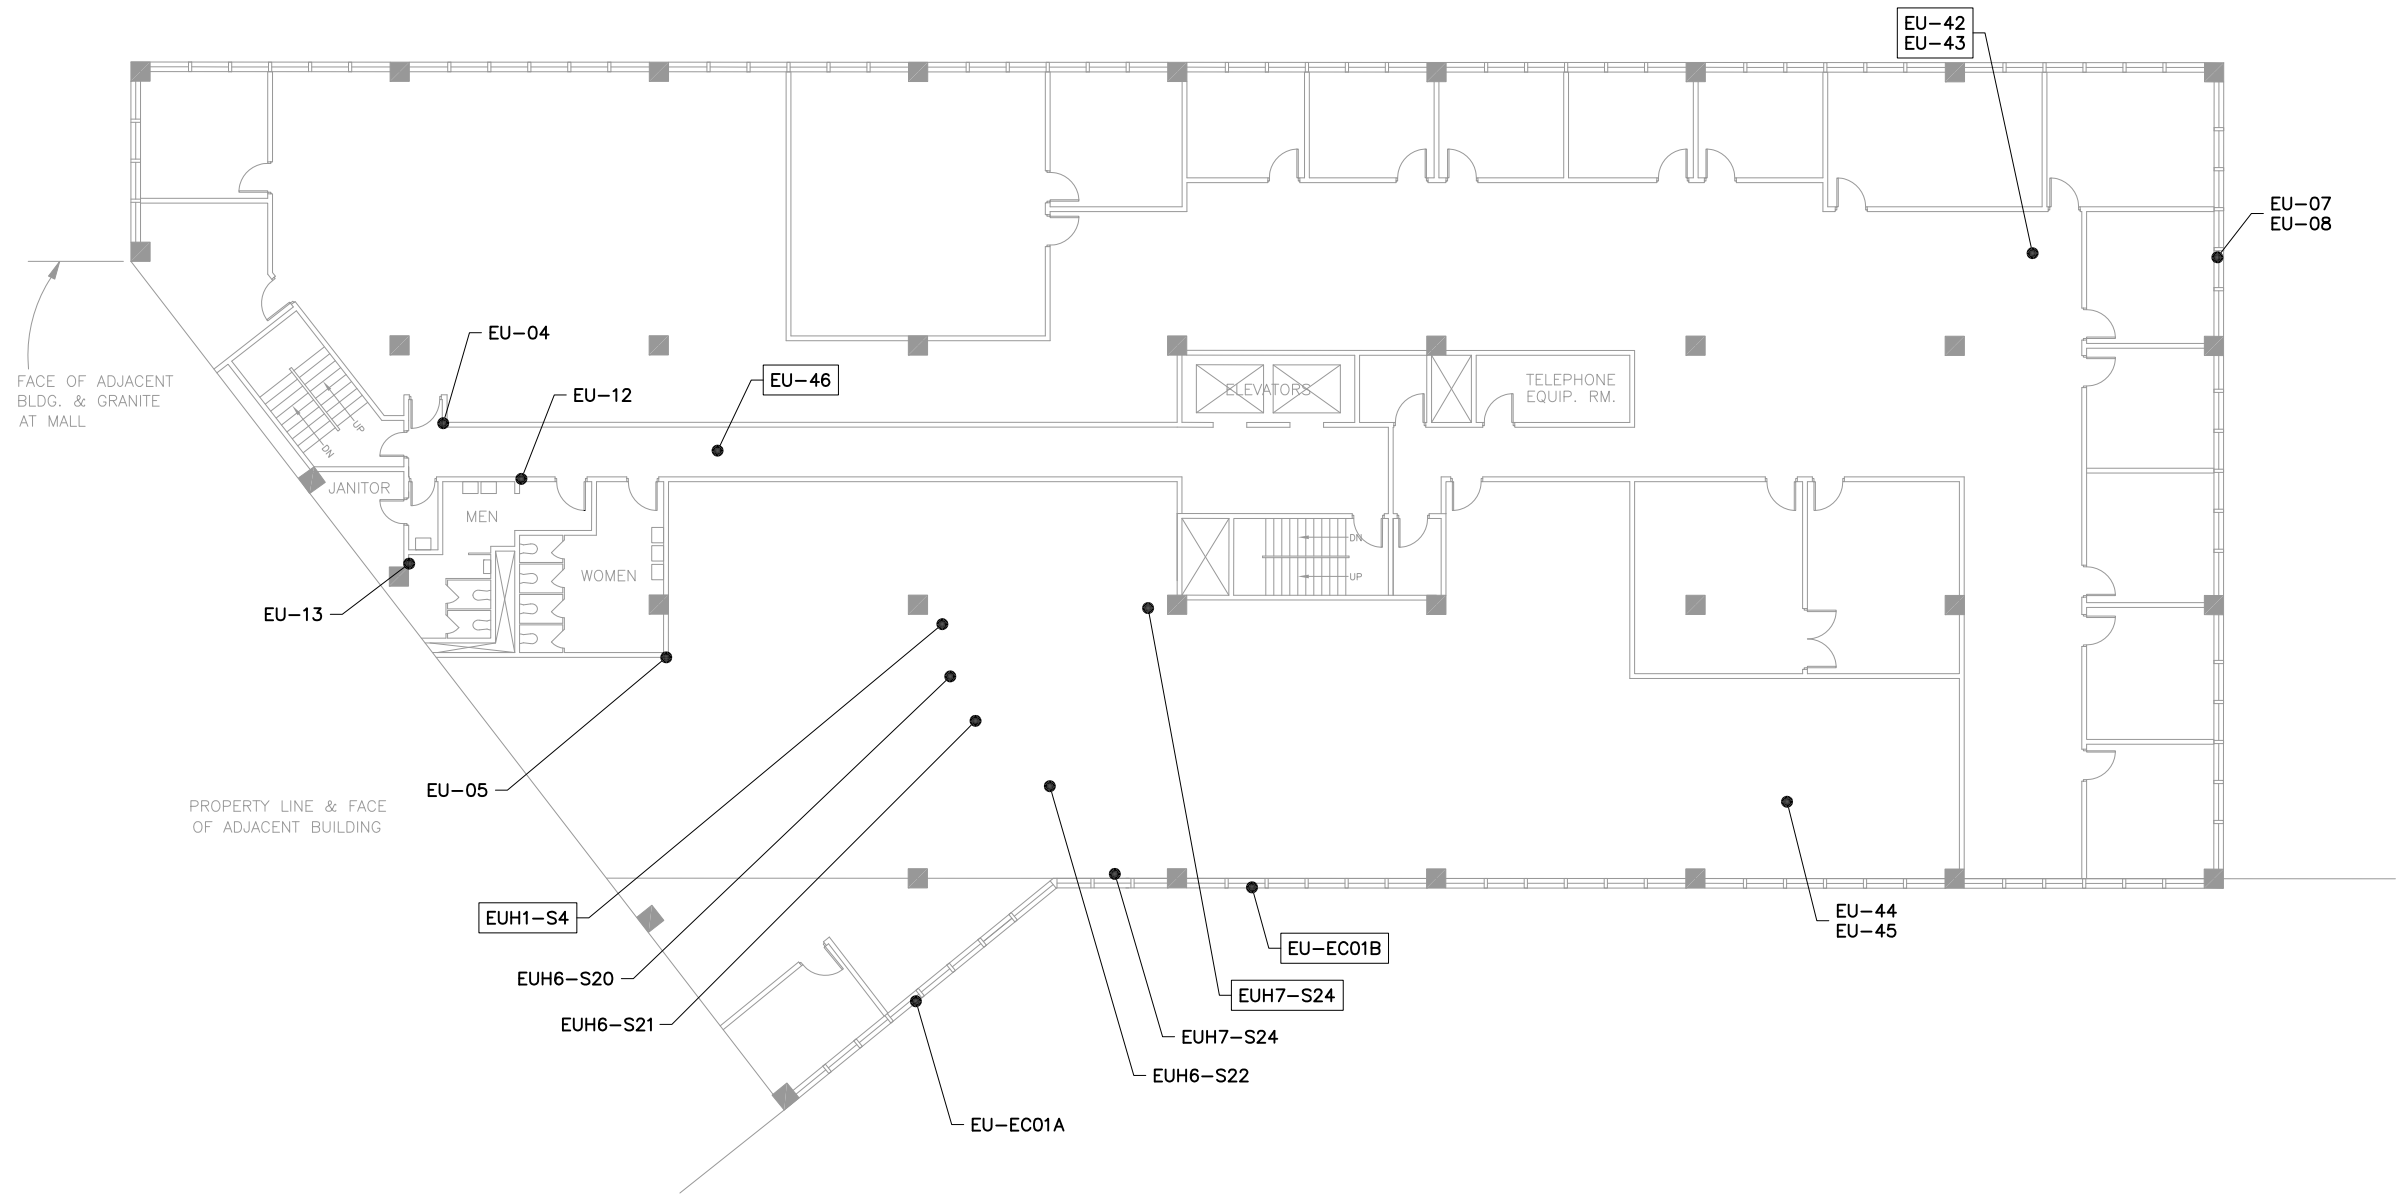 EU-42
EU-43
EU-07
EU-08
EU-04
EU-46
EU-12
FACE OF ADJACENT
BLDG. & GRANITE
AT MALL
ELEVATORS
TELEPHONE
EQUIP. RM.
UP
DN
JANITOR
MEN
DN
UP
WOMEN
EU-13
EU-05
PROPERTY LINE & FACE
OF ADJACENT BUILDING
EUH1-S4
EU-44
EU-45
EU-EC01B
EUH6-S20
EUH7-S24
EUH6-S21
EUH7-S24
EUH6-S22
EU-EC01A